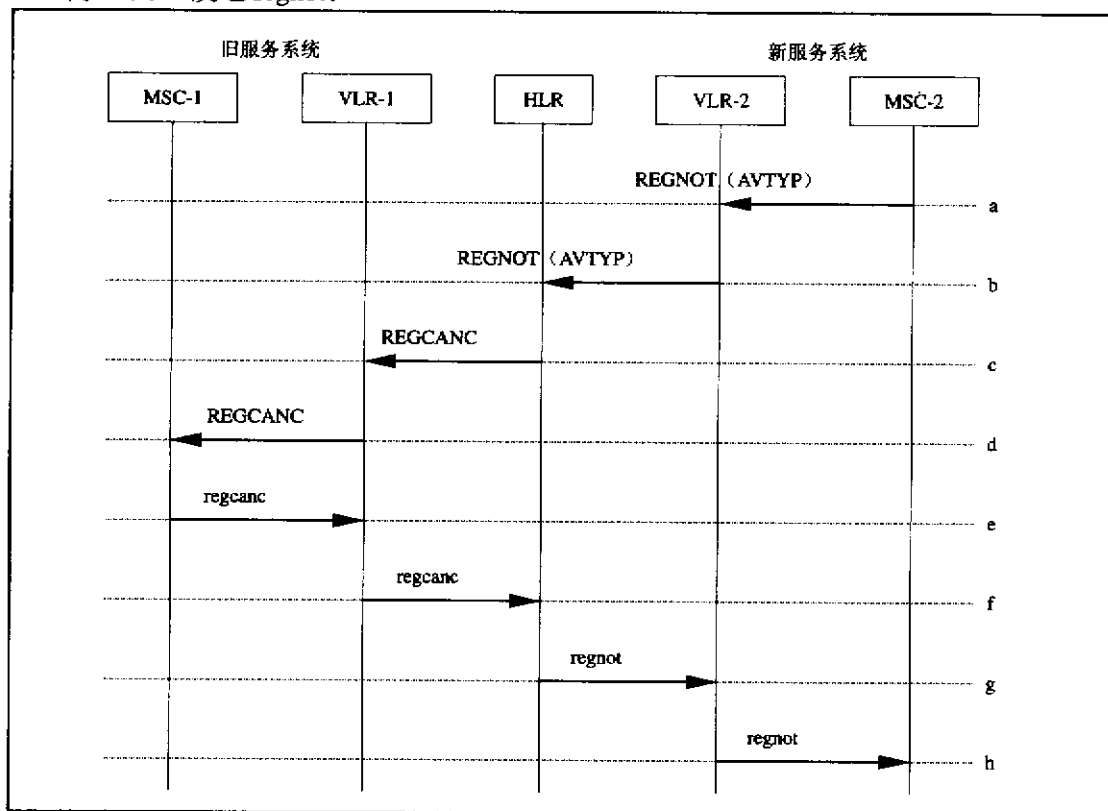 旧服务系统 新服务系统
MSC-1 VLR-1 HLR VLR-2 MSC-2
REGNOT（AVTYP）
a
REGNOT（AVTYP）
b
REGCANC
c
REGCANC
d
regcanc
e
regcanc
f
regnot
g
regnot
h